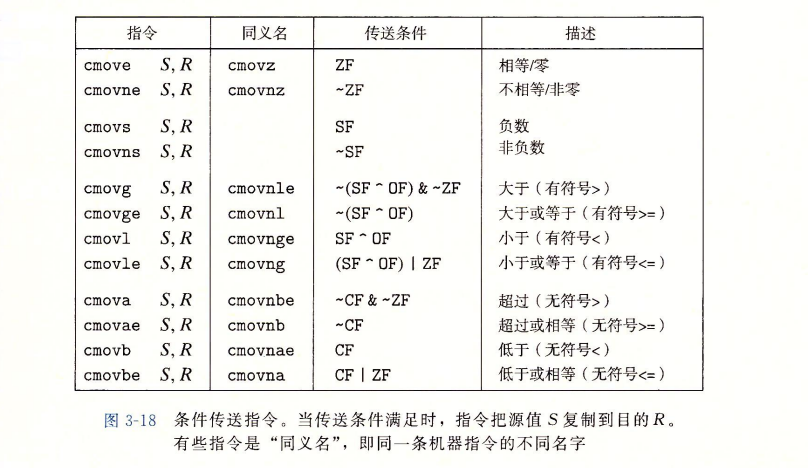 指令 同义名 传送条件 描述
cmove S, R cmovz ZF 相等/零
cmovne S, R cmovnz ~ZF 不相等/非零
cmovs S, R SF 负数
cmovns S, R ~SF 非负数
cmovg S, R cmovnle ~(SF ^ OF) & ~ZF 大于（有符号>）
cmovge S, R cmovnl ~(SF ^ OF) 大于或等于（有符号>=）
cmovl S, R cmovnge SF ^ OF 小于（有符号<）
cmovle S, R cmovng (SF ^ OF) | ZF 小于或等于（有符号<=）
cmova S, R cmovnbe ~CF & ~ZF 超过（无符号>）
cmovae S, R cmovnb ~CF 超过或相等（无符号>=）
cmovb S, R cmovnae CF 低于（无符号<）
cmovbe S, R cmovna CF | ZF 低于或相等（无符号<=）
图 3-18 条件传送指令。当传送条件满足时，指令把源值 S 复制到目的 R。
有些指令是“同义名”，即同一条机器指令的不同名字